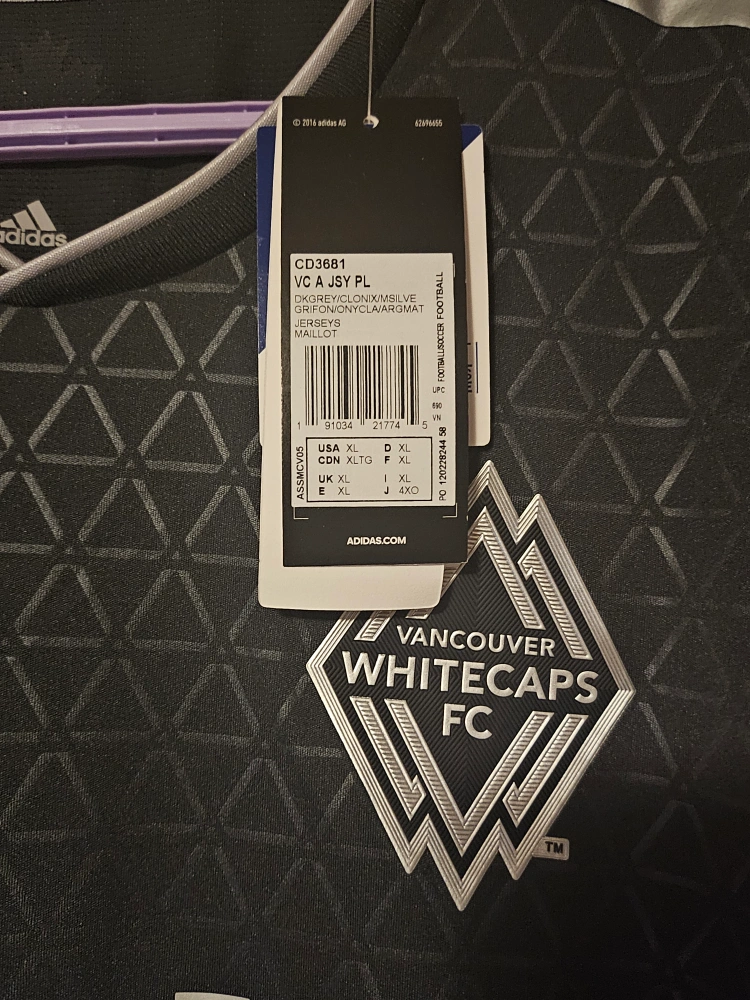 adidas
© 2016 adidas AG 62696655
CD3681
VC A JSY PL
DKGREY/CLONIX/MSILVE
GRIFON/ONYCLA/ARGMAT
JERSEYS
MAILLOT
FOOTBALL/SOCCER FOOTBALL
UPC
690
VN
1 91034 21774 5
ASSMCV05
USA XL D XL
CDN XLTG F XL
UK XL I XL
E XL J 4XO
PO 120228244 58
ADIDAS.COM
VANCOUVER
WHITECAPS
FC
TM